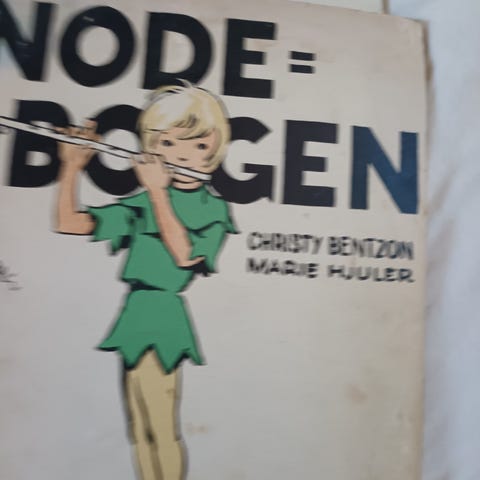 NODE=
BOGEN
CHRISTY BENTZON
MARIE HJULER